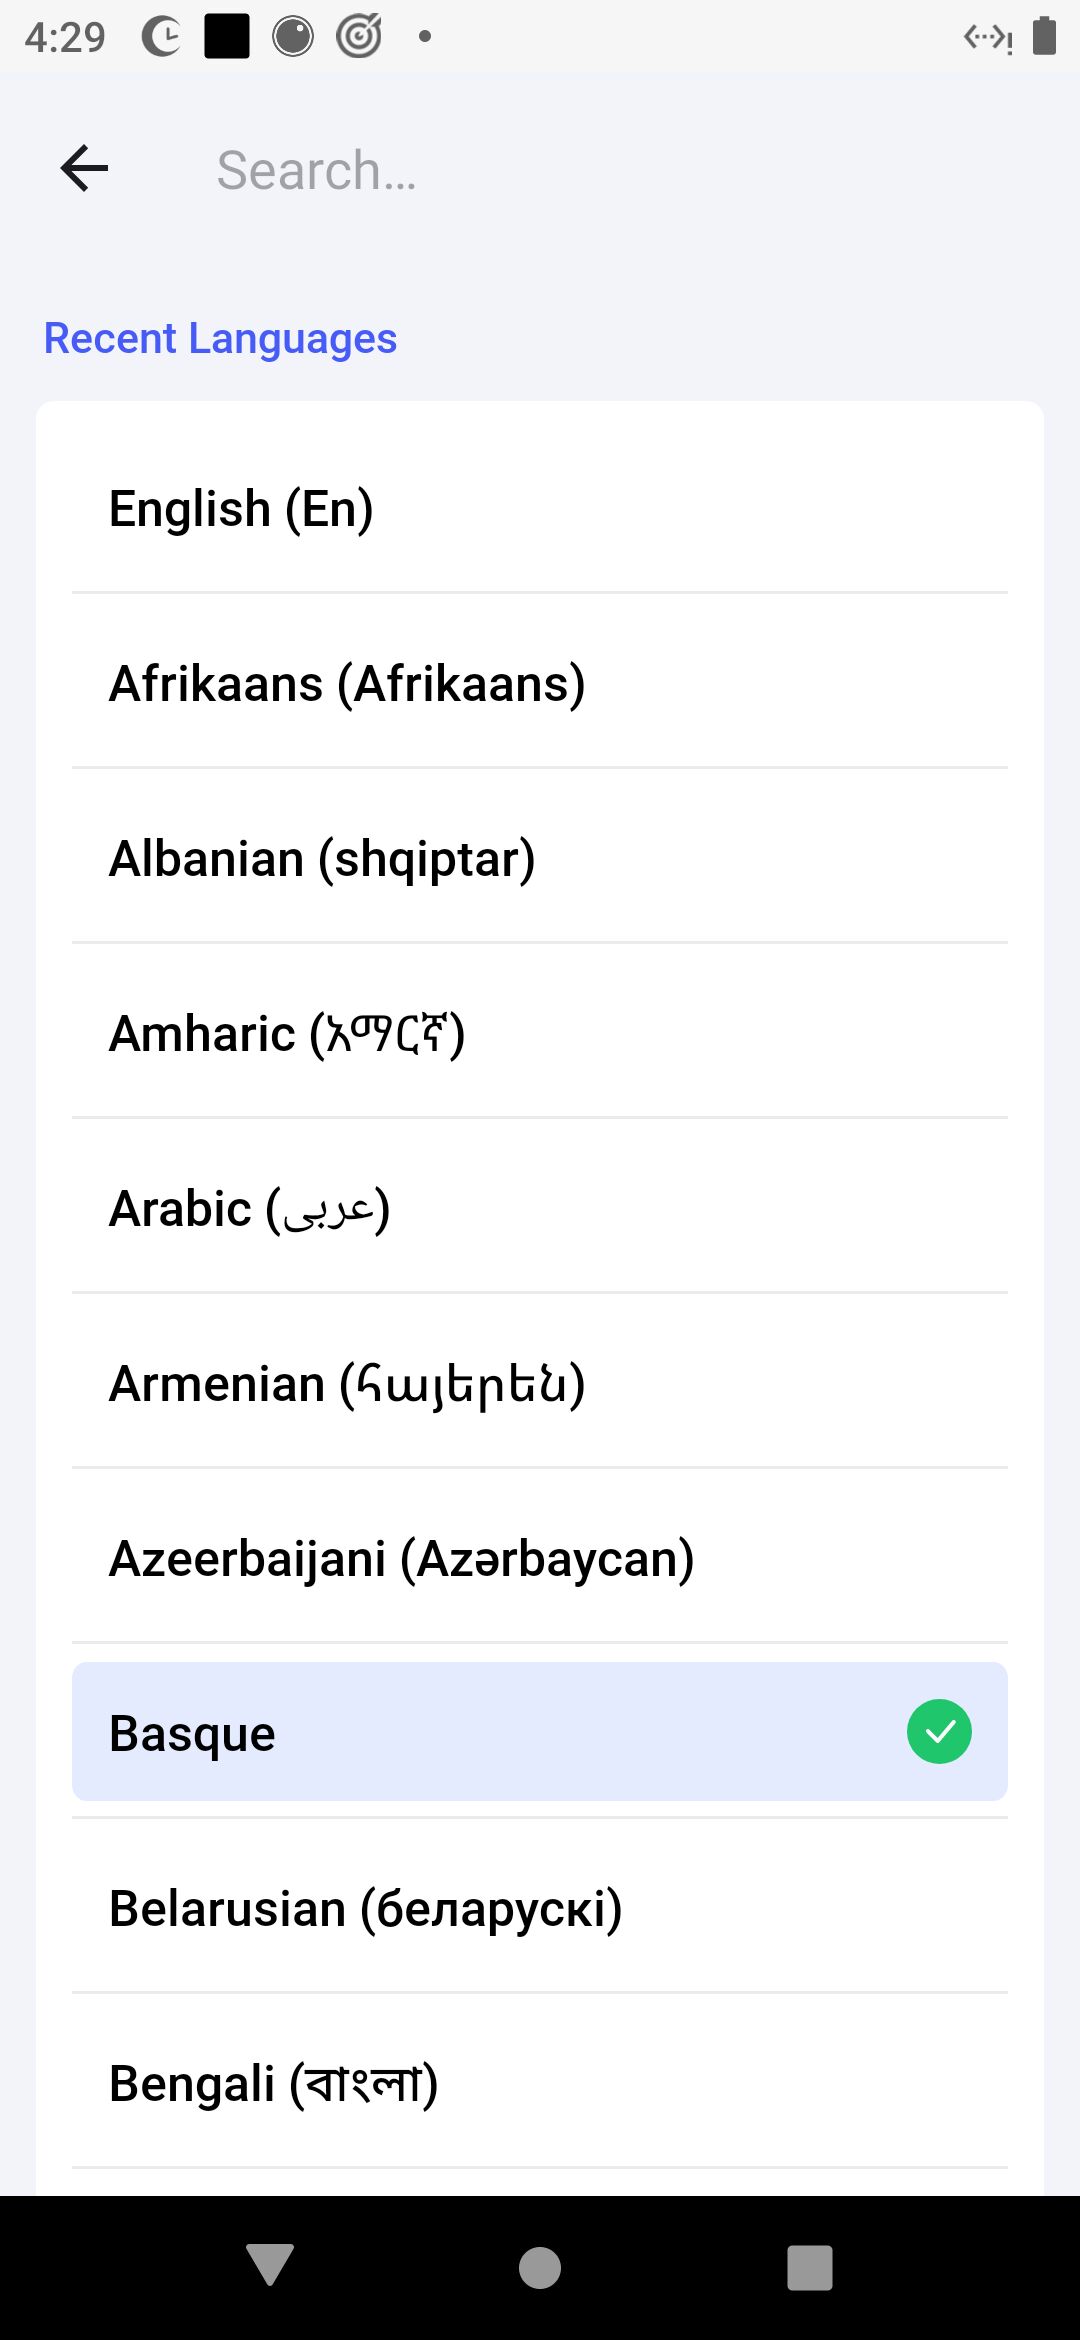 4:29
Search...
Recent Languages
English (En)
Afrikaans (Afrikaans)
Albanian (shqiptar)
Amharic (አማርኛ)
Arabic (عربى)
Armenian (հայերեն)
Azeerbaijani (Azərbaycan)
Basque
Belarusian (беларускі)
Bengali (বাংলা)